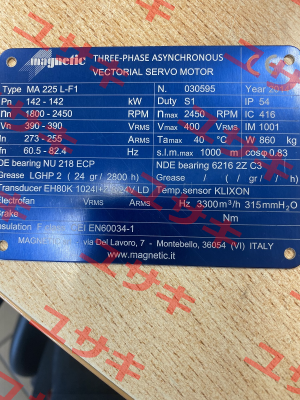 magnetic THREE-PHASE ASYNCHRONOUS
VECTORIAL SERVO MOTOR
Type MA 225 L-F1 N. 030595 Year
Pn 142 - 142 kW Duty S1 IP 54
nn 1800 - 2450 RPM nmax 2450 RPM IC 416
Vn 390 - 390 VRMS Vmax 400 VRMS IM 1001
In 273 - 255 ARMS Tamax 40 °C W 860 kg
fn 60.5 - 82.4 Hz s.l.m.max 1000 m cosφ 0.83
DE bearing NU 218 ECP NDE bearing 6216 2Z C3
Grease LGHP 2 ( 24 gr / 2800 h) Grease / ( / gr / h)
Transducer EH80K 1024 LD Temp.sensor KLIXON
Electrofan VRMS ARMS Hz 3300 m³/h 315 mmH2O
Brake Nm
Insulation F EN60034-1
MAGNETIC via Del Lavoro, 7 - Montebello, 36054 (VI) ITALY
www.magnetic.it
ユサキ